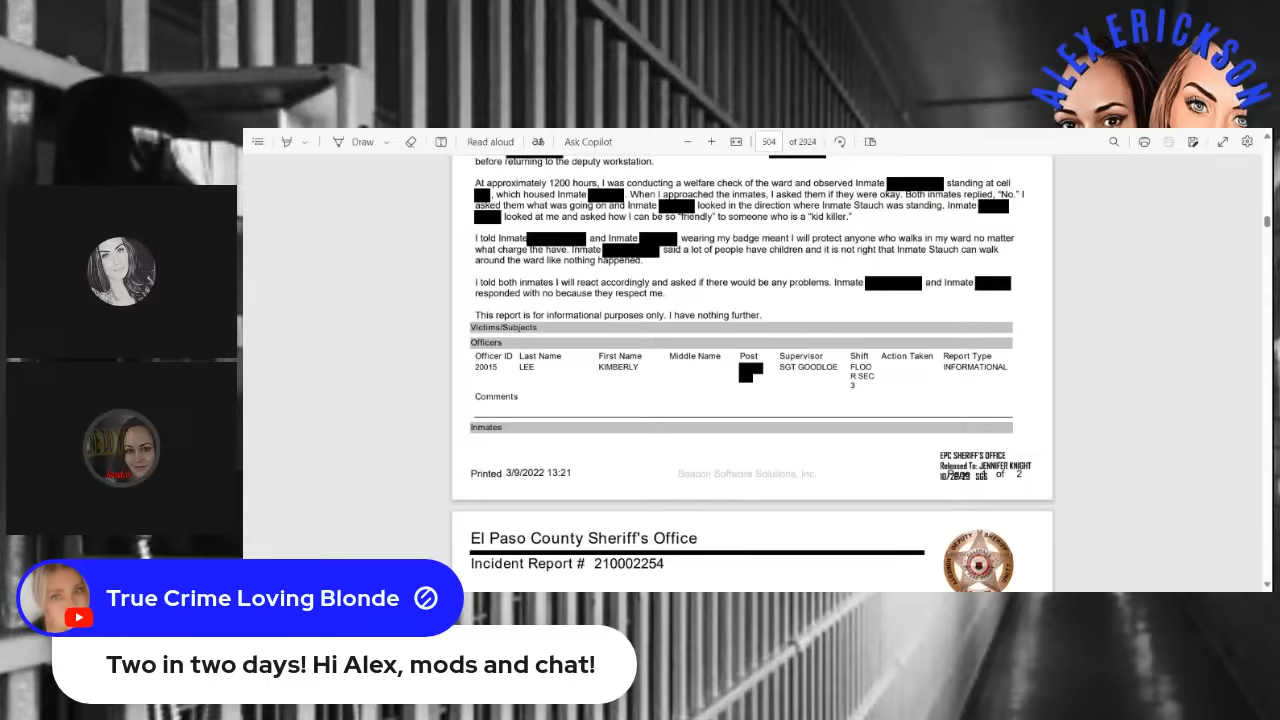 ALEX ERICKSON
Draw
Read aloud
Ask Copilot
504 of 2924
before returning to the deputy workstation.
At approximately 1200 hours, I was conducting a welfare check of the ward and observed Inmate standing at cell
, which housed Inmate . When I approached the inmates, I asked them if they were okay. Both inmates replied, "No." I
asked them what was going on and Inmate looked in the direction where Inmate Stauch was standing. Inmate
looked at me and asked how I can be so "friendly" to someone who is a "kid killer."
I told Inmate and Inmate wearing my badge meant I will protect anyone who walks in my ward no matter
what charge the have. Inmate said a lot of people have children and it is not right that Inmate Stauch can walk
around the ward like nothing happened.
I told both inmates I will react accordingly and asked if there would be any problems. Inmate and Inmate
responded with no because they respect me.
This report is for informational purposes only. I have nothing further.
Victims/Subjects
Officers
Officer ID Last Name First Name Middle Name Post Supervisor Shift Action Taken Report Type
20015 LEE KIMBERLY SGT GOODLOE FLOO INFORMATIONAL
R SEC
3
Comments
Inmates
EPC SHERIFF'S OFFICE
Released To: JENNIFER KNIGHT
Printed 3/9/2022 13:21 Beacon Software Solutions, Inc. Page 1 of 2
SGS
El Paso County Sheriff's Office
Incident Report # 210002254
True Crime Loving Blonde
Two in two days! Hi Alex, mods and chat!